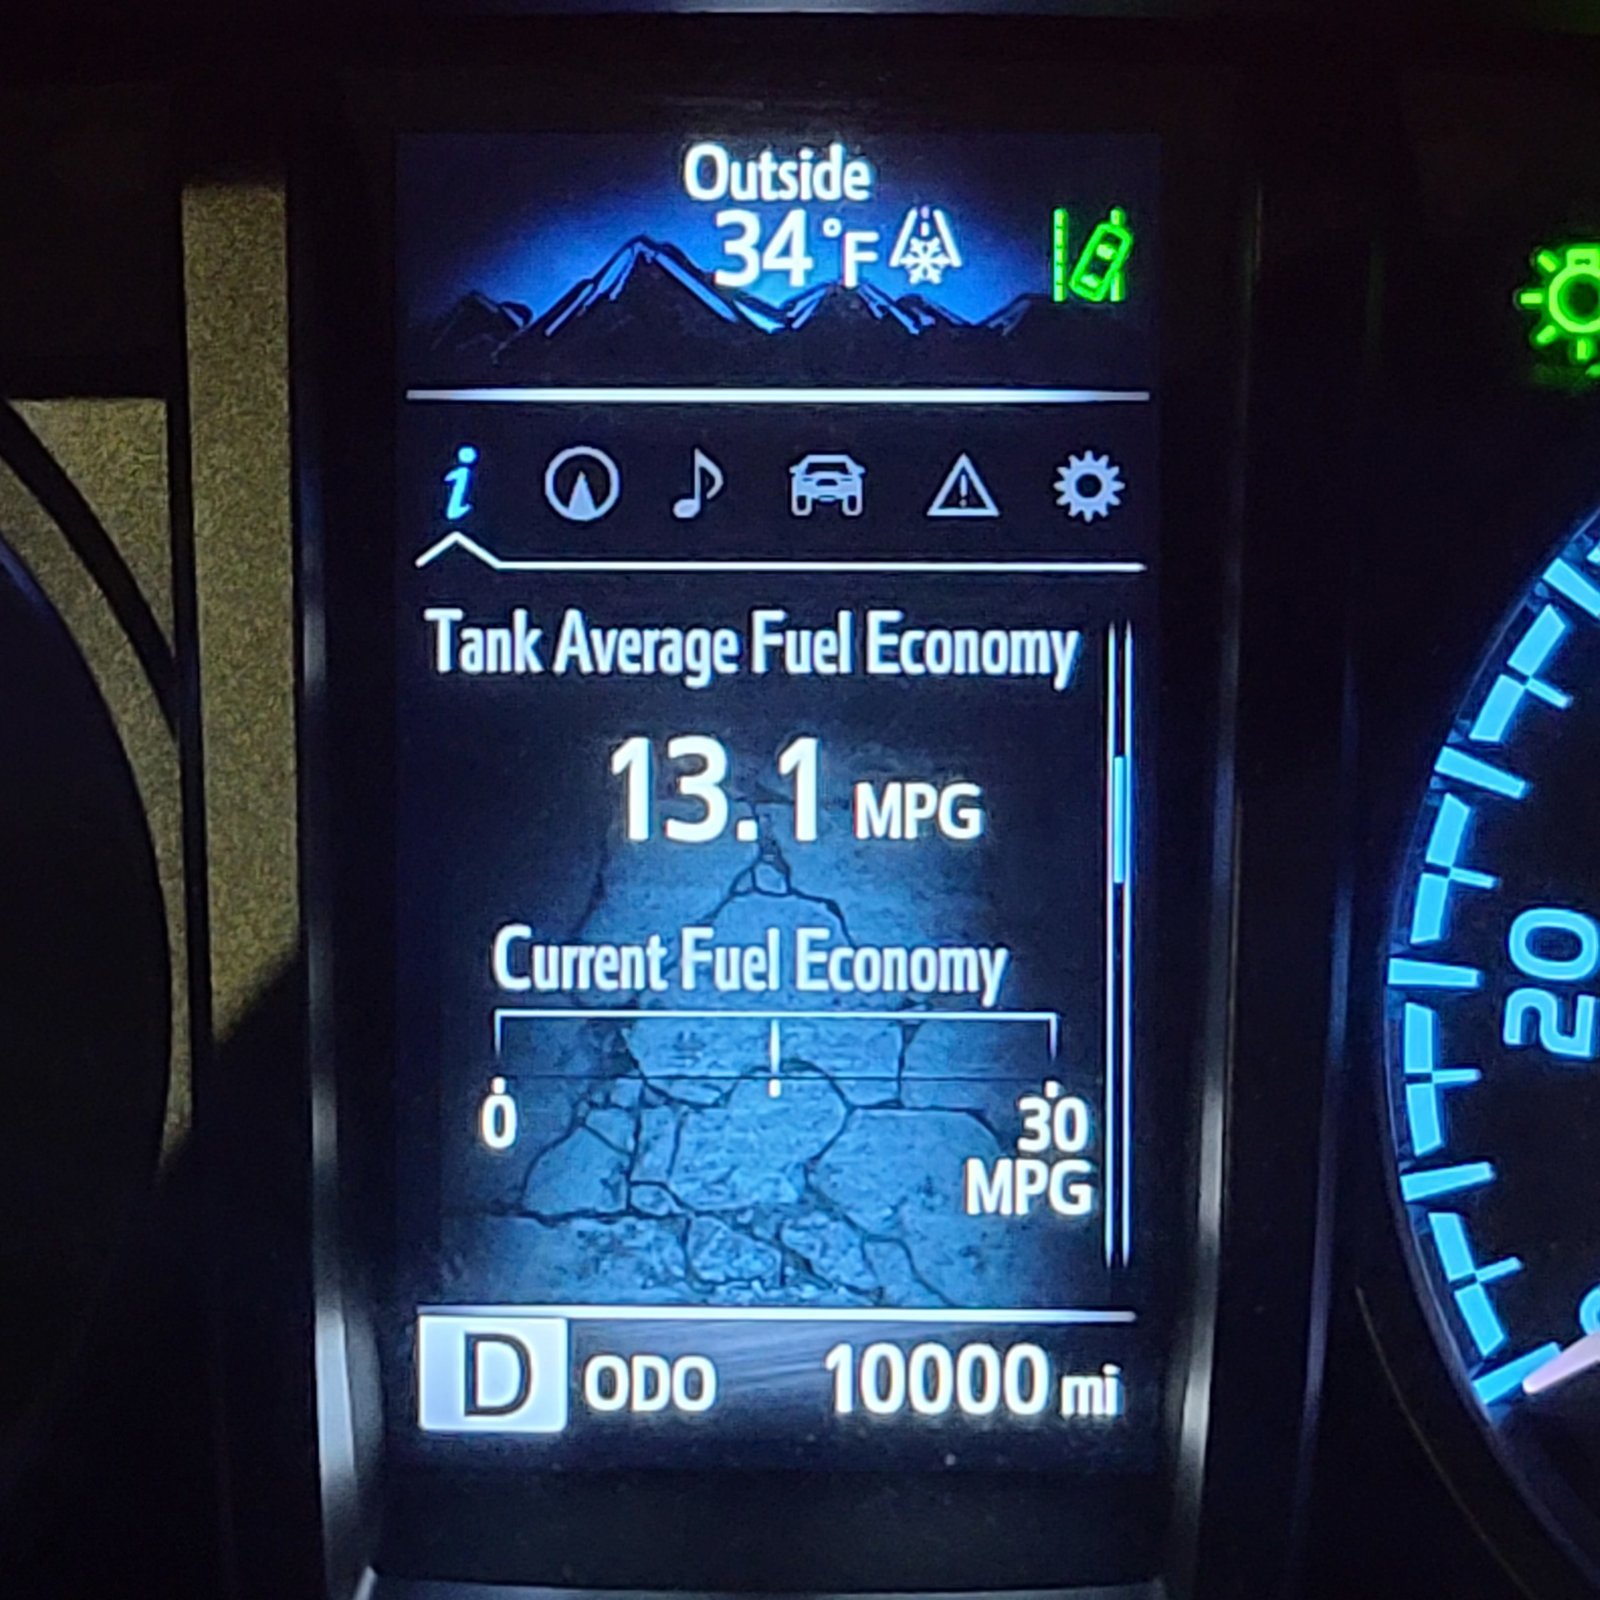 Outside
34°F
i
Tank Average Fuel Economy
13.1 MPG
Current Fuel Economy
0
30
MPG
D ODO 10000 mi
20